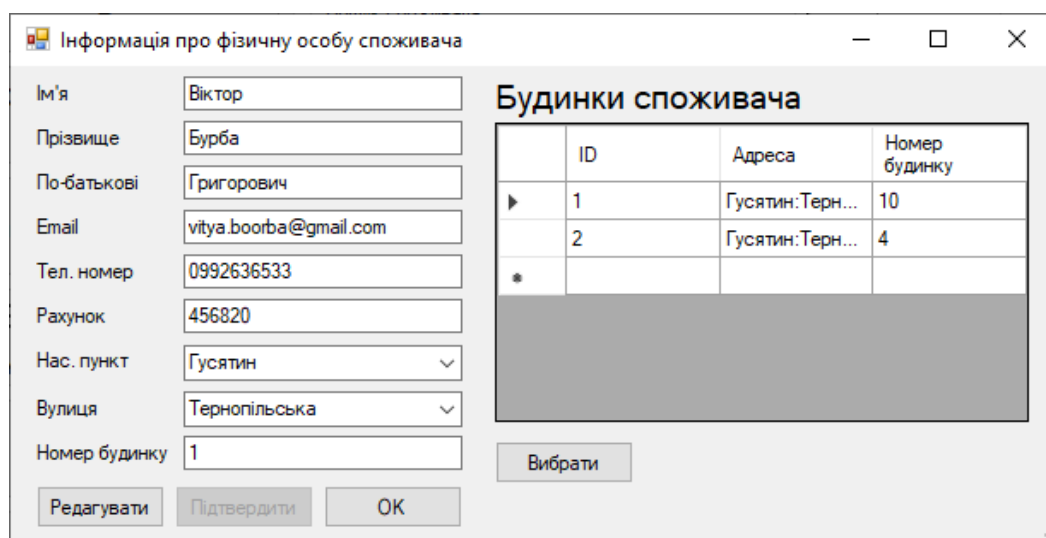 Інформація про фізичну особу споживача
Ім'я Віктор
Прізвище Бурба
По-батькові Григорович
Email vitya.boorba@gmail.com
Тел. номер 0992636533
Рахунок 456820
Нас. пункт Гусятин
Вулиця Тернопільська
Номер будинку 1
Редагувати Підтвердити OK
Будинки споживача
ID Адреса Номер будинку
1 Гусятин:Терн... 10
2 Гусятин:Терн... 4
Вибрати